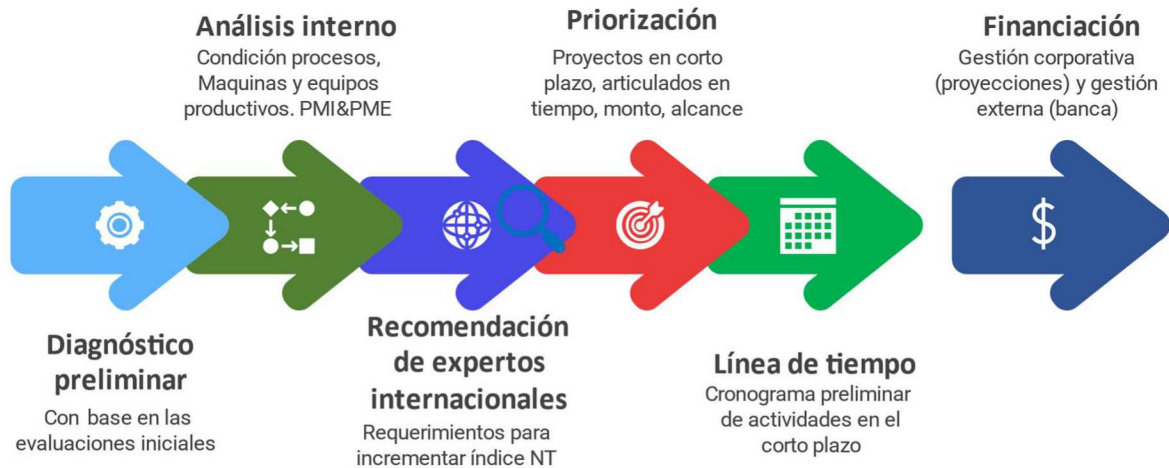 Análisis interno
Condición procesos,
Maquinas y equipos
productivos. PMI&PME
Priorización
Proyectos en corto
plazo, articulados en
tiempo, monto, alcance
Financiación
Gestión corporativa
(proyecciones) y gestión
externa (banca)
$
Diagnóstico
preliminar
Con base en las
evaluaciones iniciales
Recomendación
de expertos
internacionales
Requerimientos para
incrementar índice NT
Línea de tiempo
Cronograma preliminar
de actividades en el
corto plazo